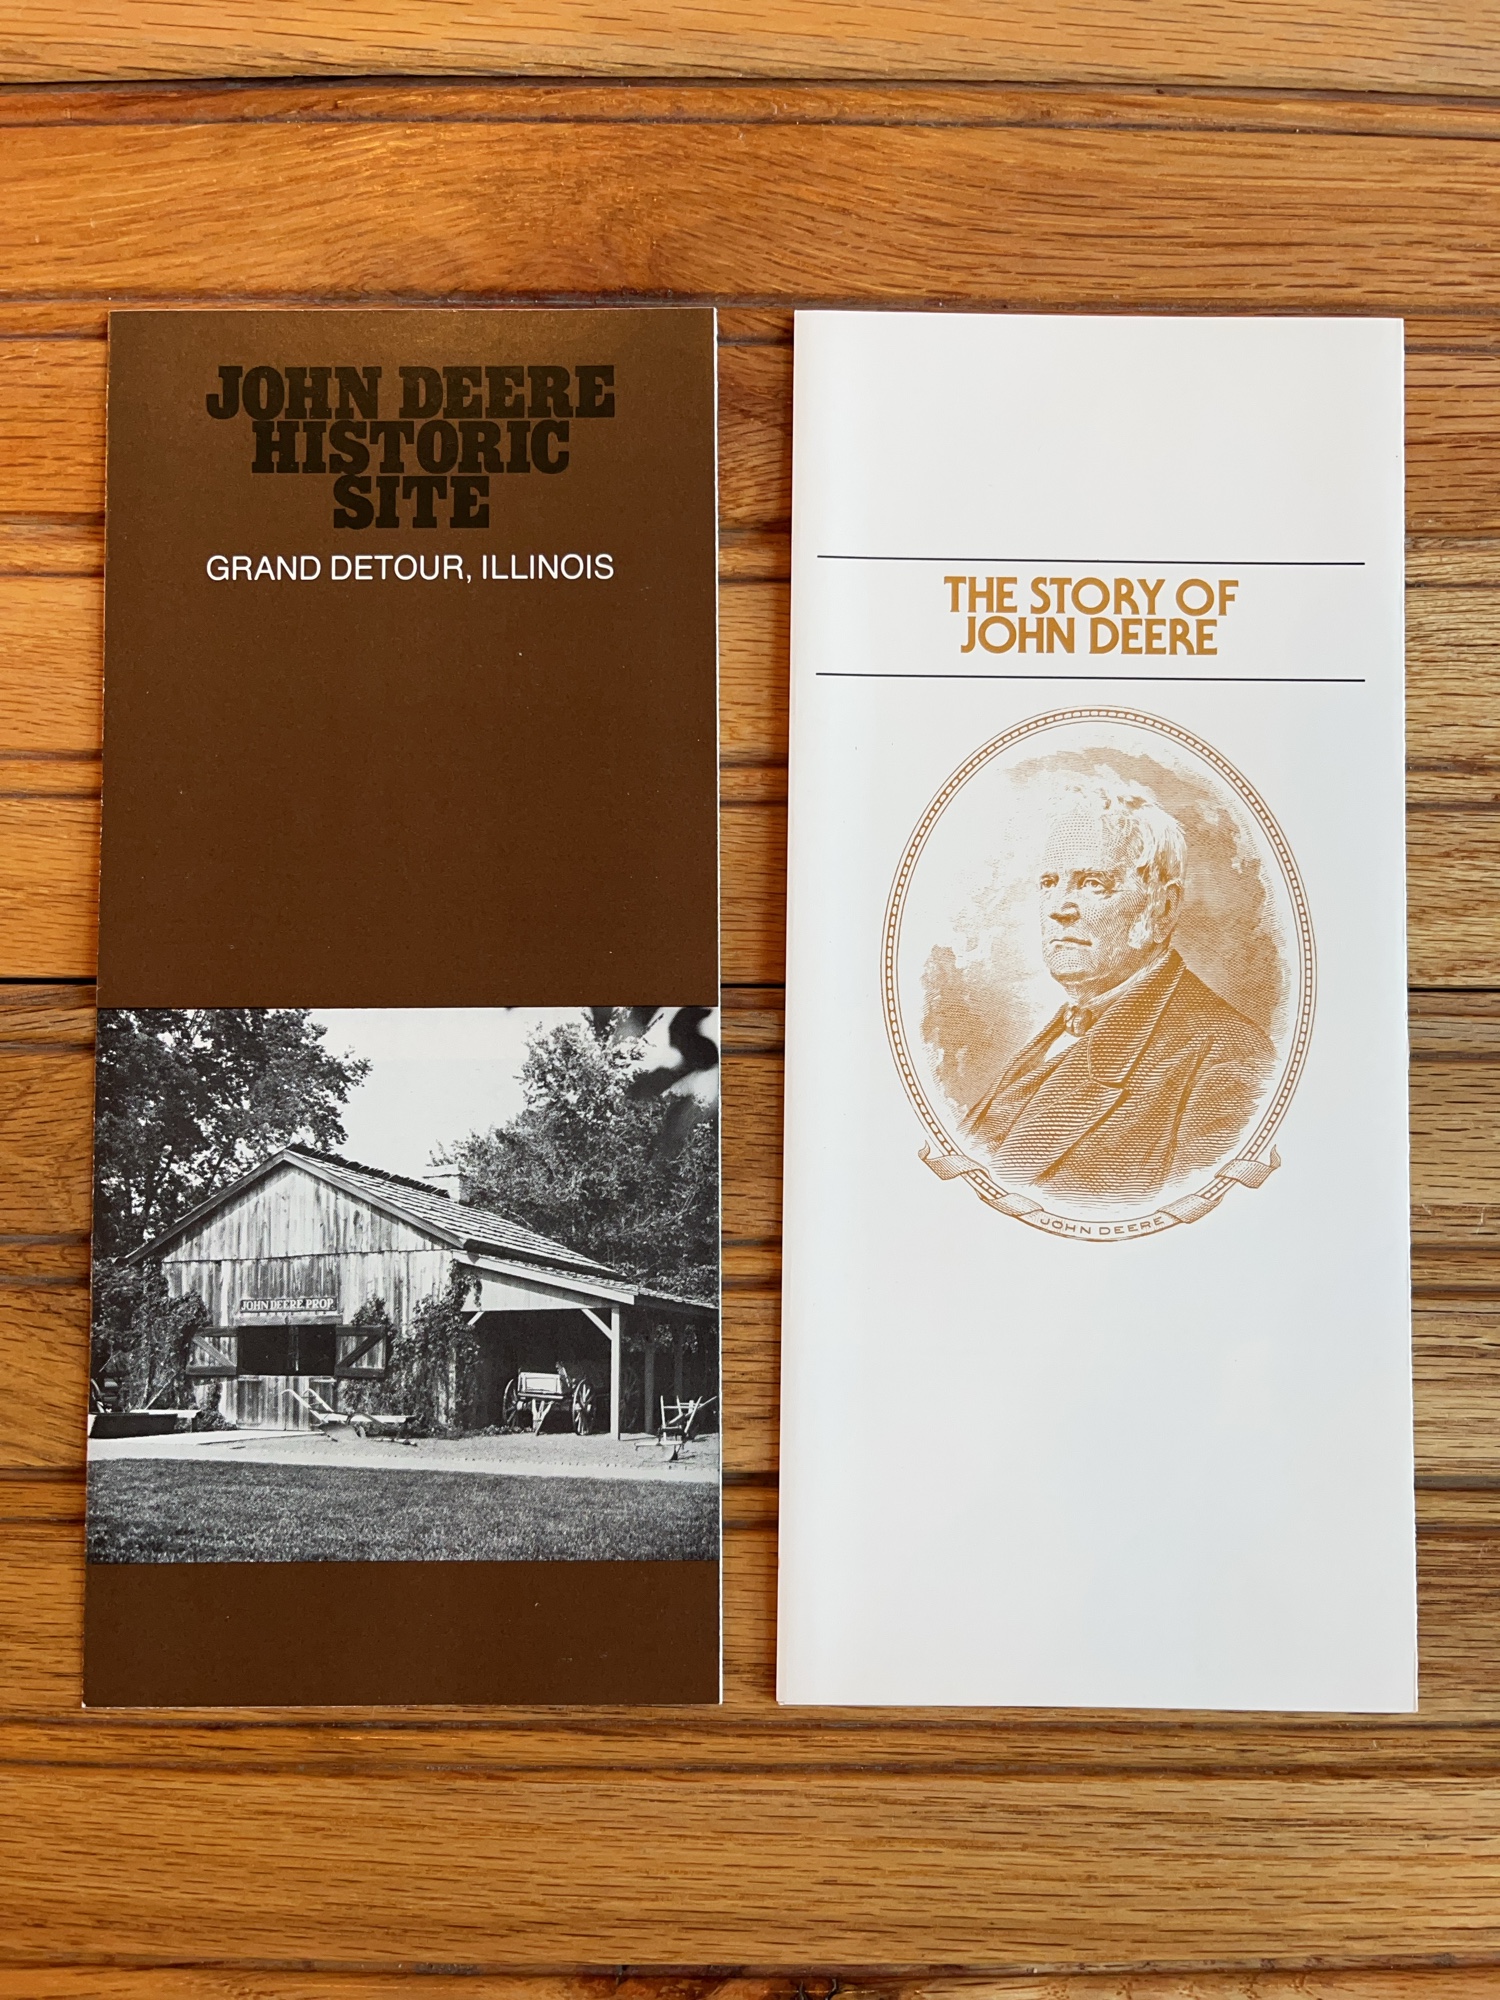 JOHN DEERE
HISTORIC
SITE
GRAND DETOUR, ILLINOIS
JOHN DEERE, PROP.
THE STORY OF
JOHN DEERE
JOHN DEERE